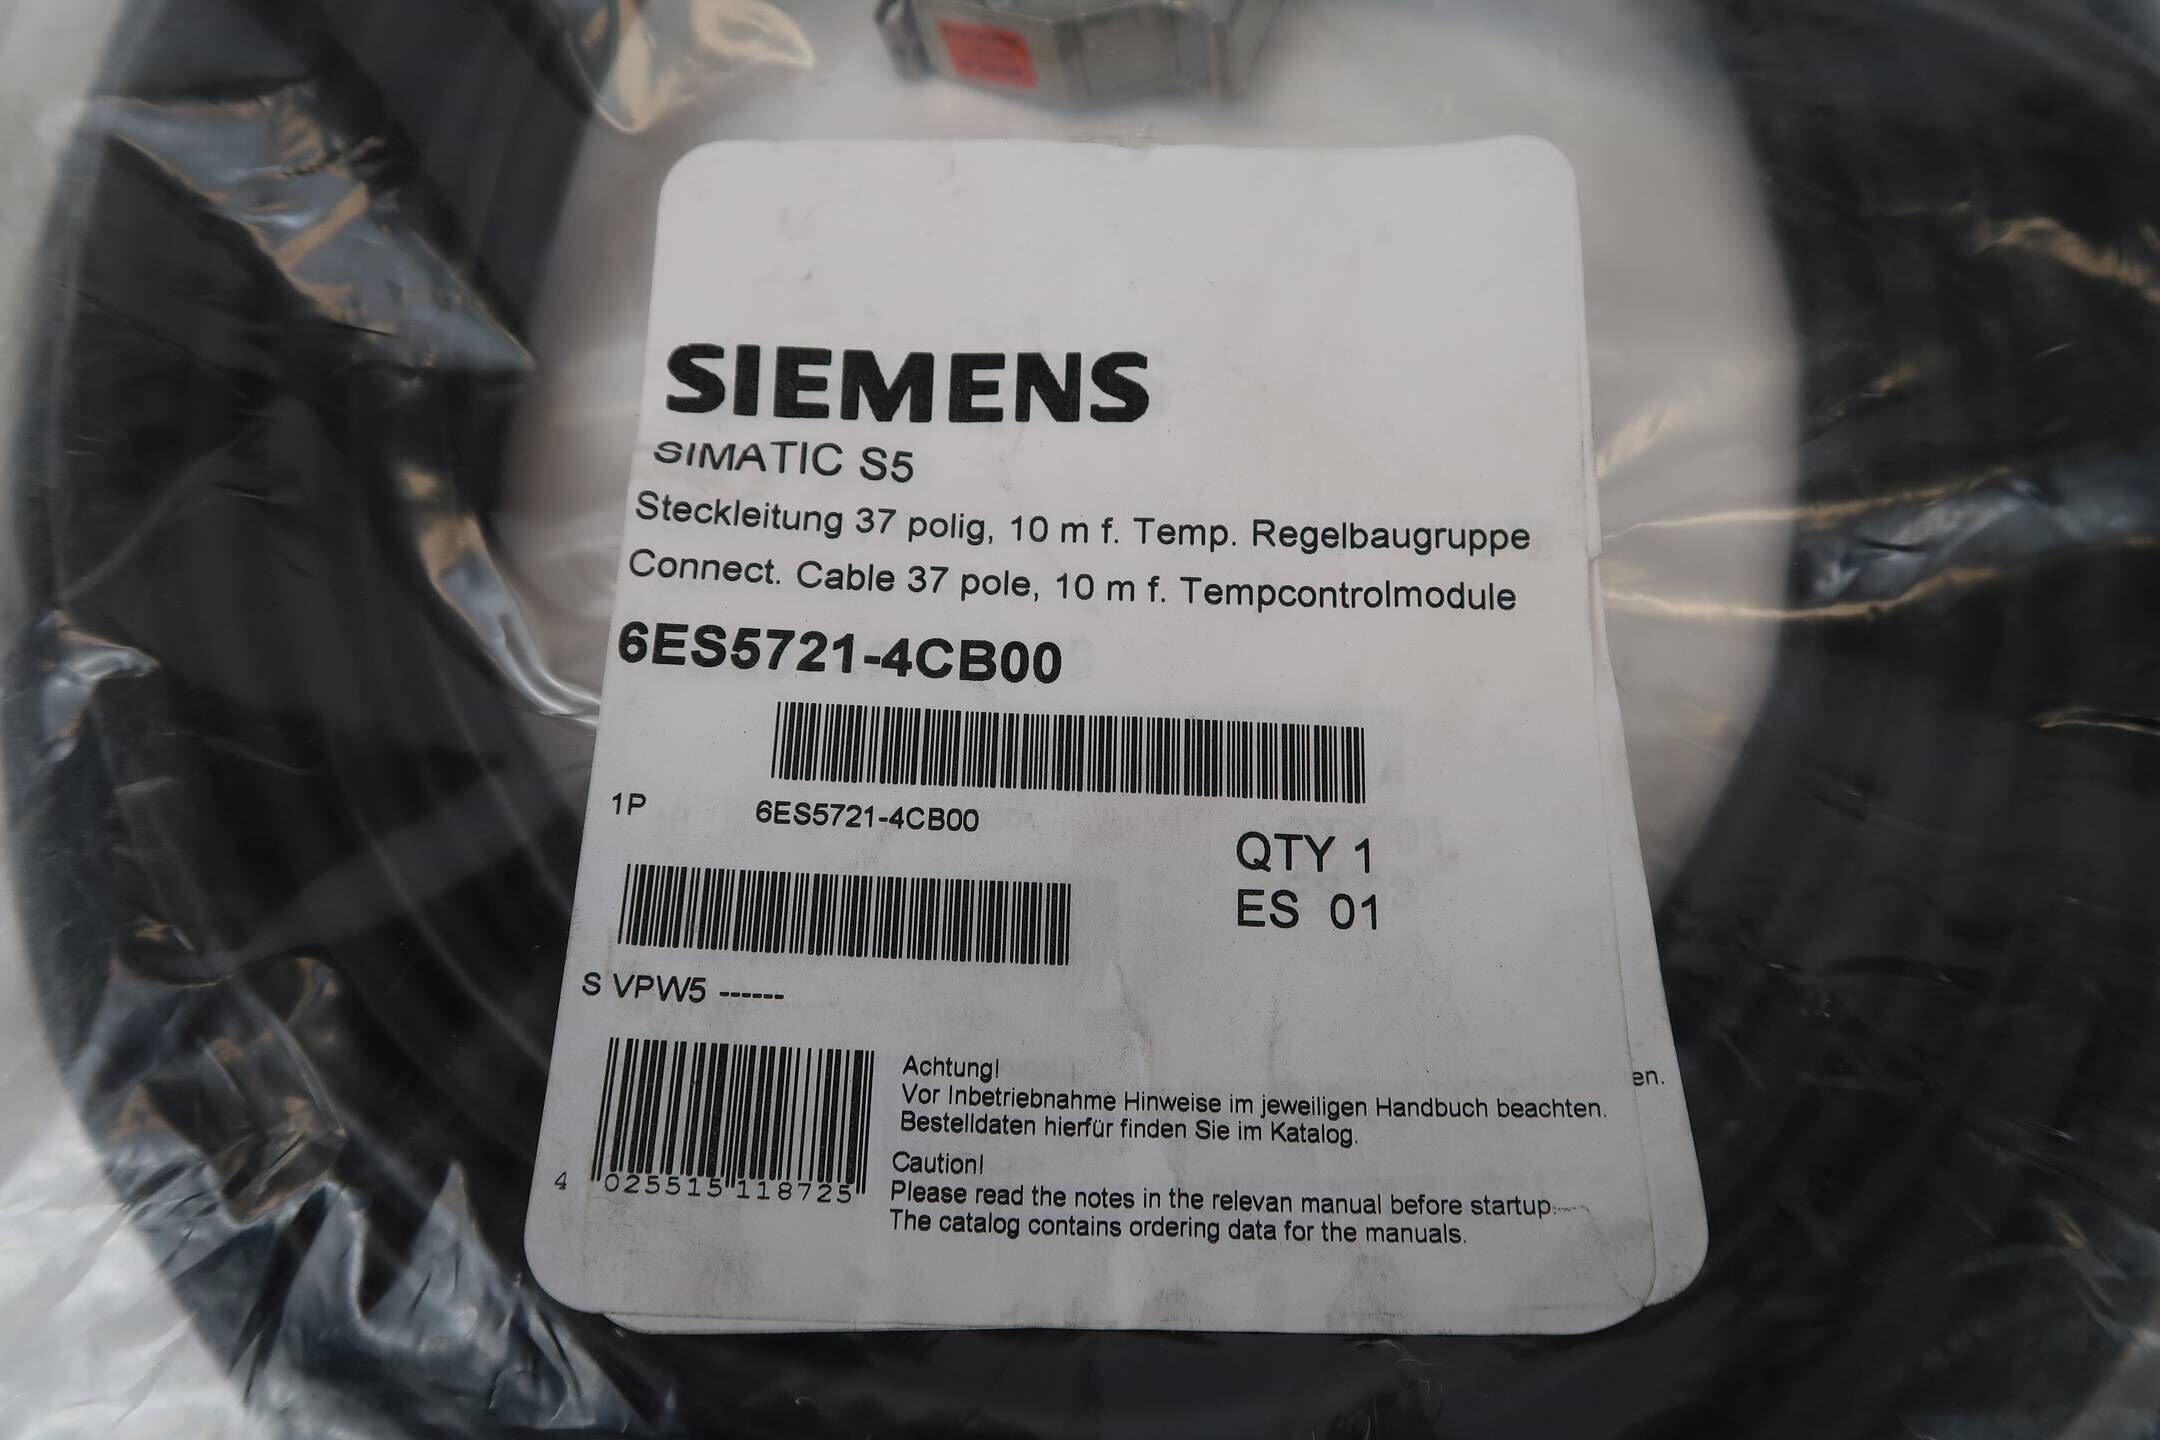 SIEMENS
SIMATIC S5
Steckleitung 37 polig, 10 m f. Temp. Regelbaugruppe
Connect. Cable 37 pole, 10 m f. Tempcontrolmodule
6ES5721-4CB00
1P 6ES5721-4CB00
QTY 1
ES 01
S VPW5 ------
4 025515 118725
Achtung!
Vor Inbetriebnahme Hinweise im jeweiligen Handbuch beachten.
Bestelldaten hierfür finden Sie im Katalog.
Caution!
Please read the notes in the relevan manual before startup.
The catalog contains ordering data for the manuals.
en.